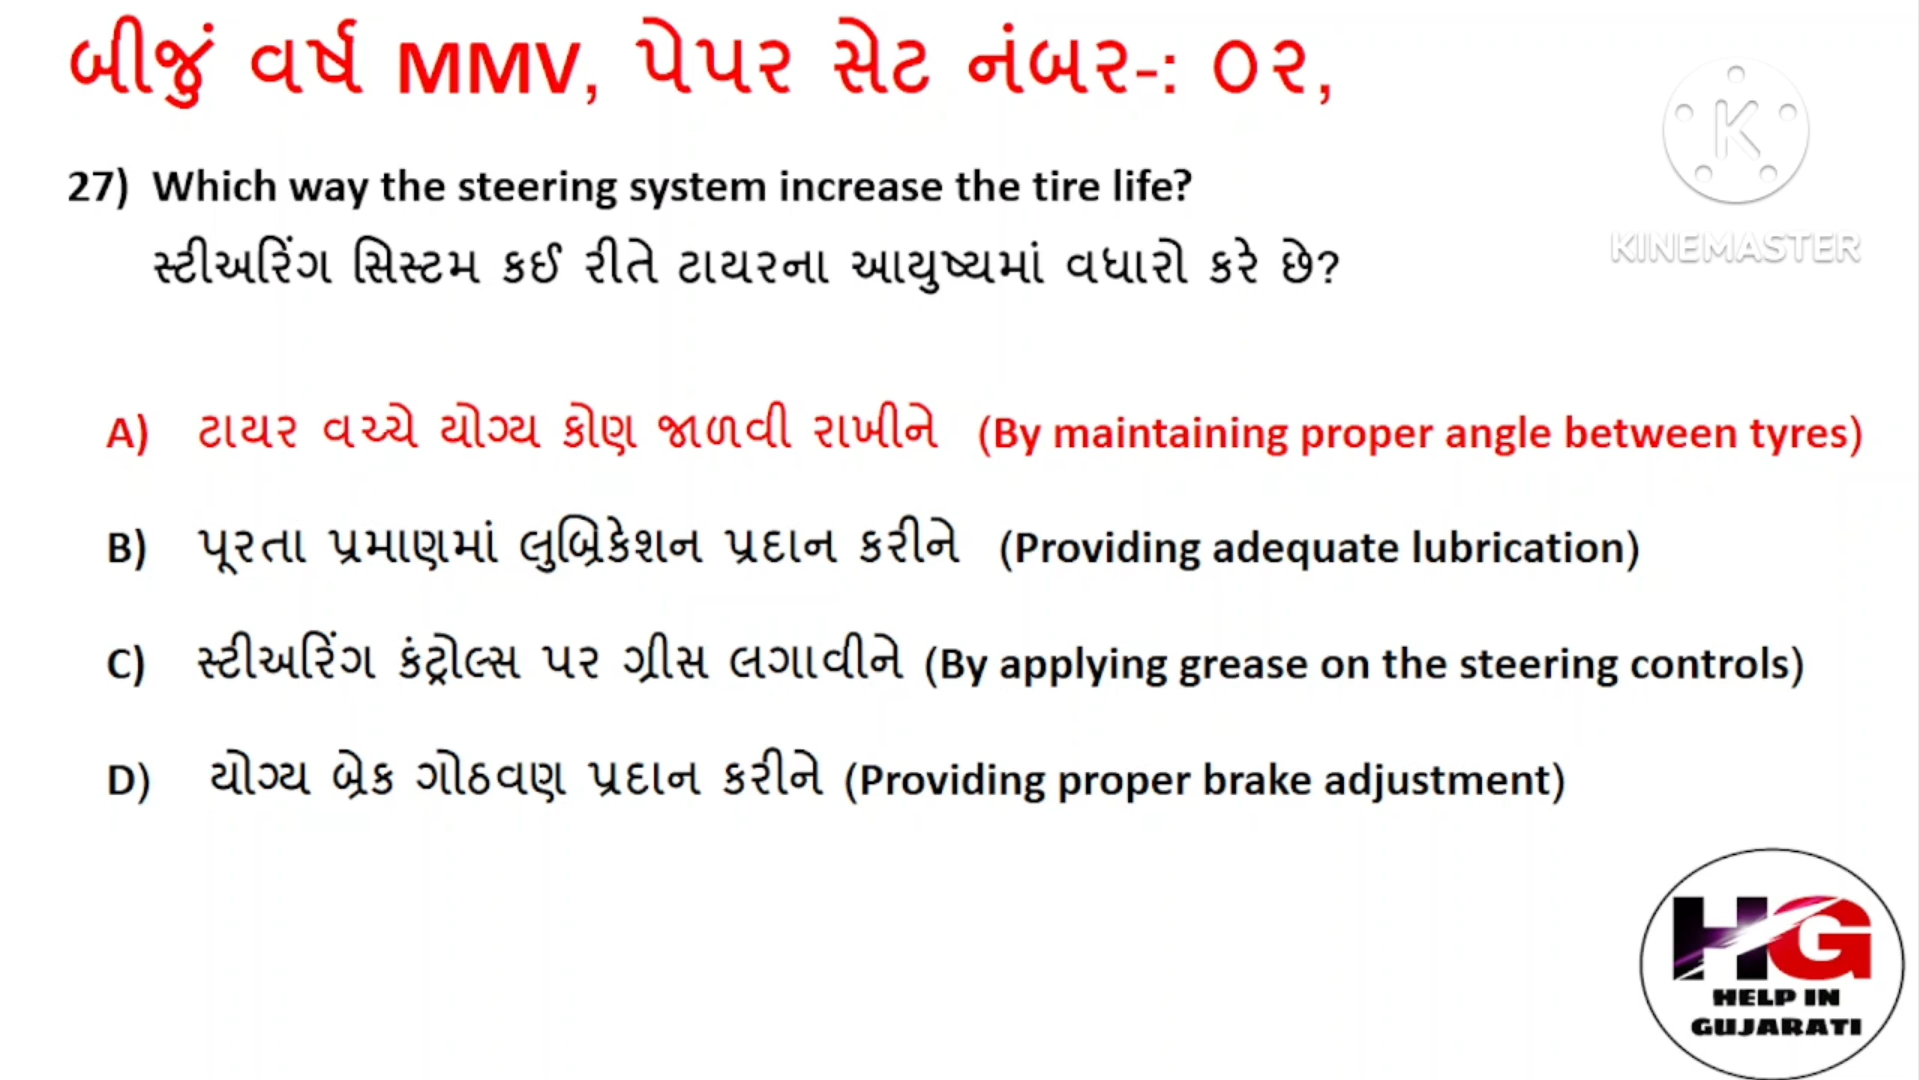 બીજું વર્ષ MMV, પેપર સેટ નંબર-: ૦૨,
K
KINEMASTER
27) Which way the steering system increase the tire life?
સ્ટીઅરિંગ સિસ્ટમ કઈ રીતે ટાયરના આયુષ્યમાં વધારો કરે છે?
A) ટાયર વચ્ચે યોગ્ય કોણ જાળવી રાખીને (By maintaining proper angle between tyres)
B) પૂરતા પ્રમાણમાં લુબ્રિકેશન પ્રદાન કરીને (Providing adequate lubrication)
C) સ્ટીઅરિંગ કંટ્રોલ્સ પર ગ્રીસ લગાવીને (By applying grease on the steering controls)
D) યોગ્ય બ્રેક ગોઠવણ પ્રદાન કરીને (Providing proper brake adjustment)
HG
HELP IN
GUJARATI